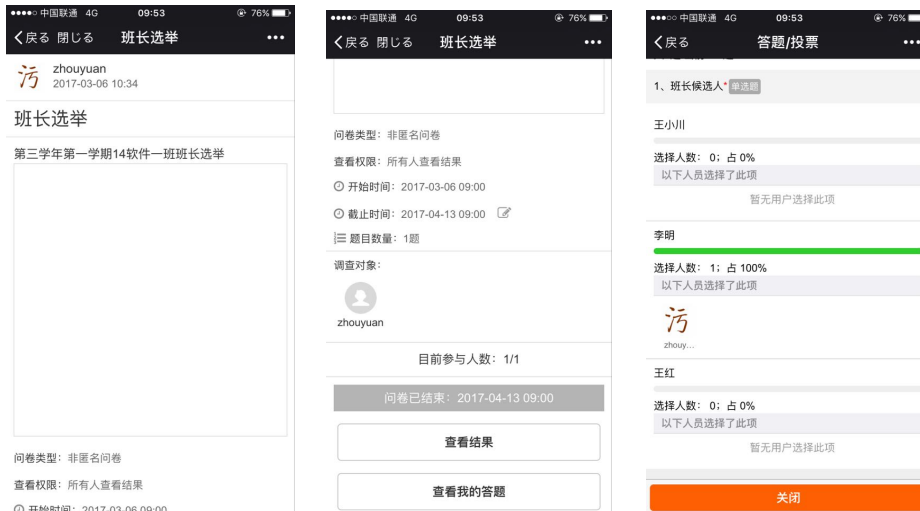 中国联通 4G 09:53 76%
戻る 閉じる 班长选举
污 zhouyuan
2017-03-06 10:34
班长选举
第三学年第一学期14软件一班班长选举
问卷类型：非匿名问卷
查看权限：所有人查看结果
开始时间：2017-03-06 09:00
中国联通 4G 09:53 76%
戻る 閉じる 班长选举
问卷类型：非匿名问卷
查看权限：所有人查看结果
开始时间：2017-03-06 09:00
截止时间：2017-04-13 09:00
题目数量：1题
调查对象：
zhouyuan
目前参与人数：1/1
问卷已结束：2017-04-13 09:00
查看结果
查看我的答题
中国联通 4G 09:53 76%
戻る 答题/投票
1、班长候选人* 单选题
王小川
选择人数：0；占 0%
以下人员选择了此项
暂无用户选择此项
李明
选择人数：1；占 100%
以下人员选择了此项
污
zhouy...
王红
选择人数：0；占 0%
以下人员选择了此项
暂无用户选择此项
关闭